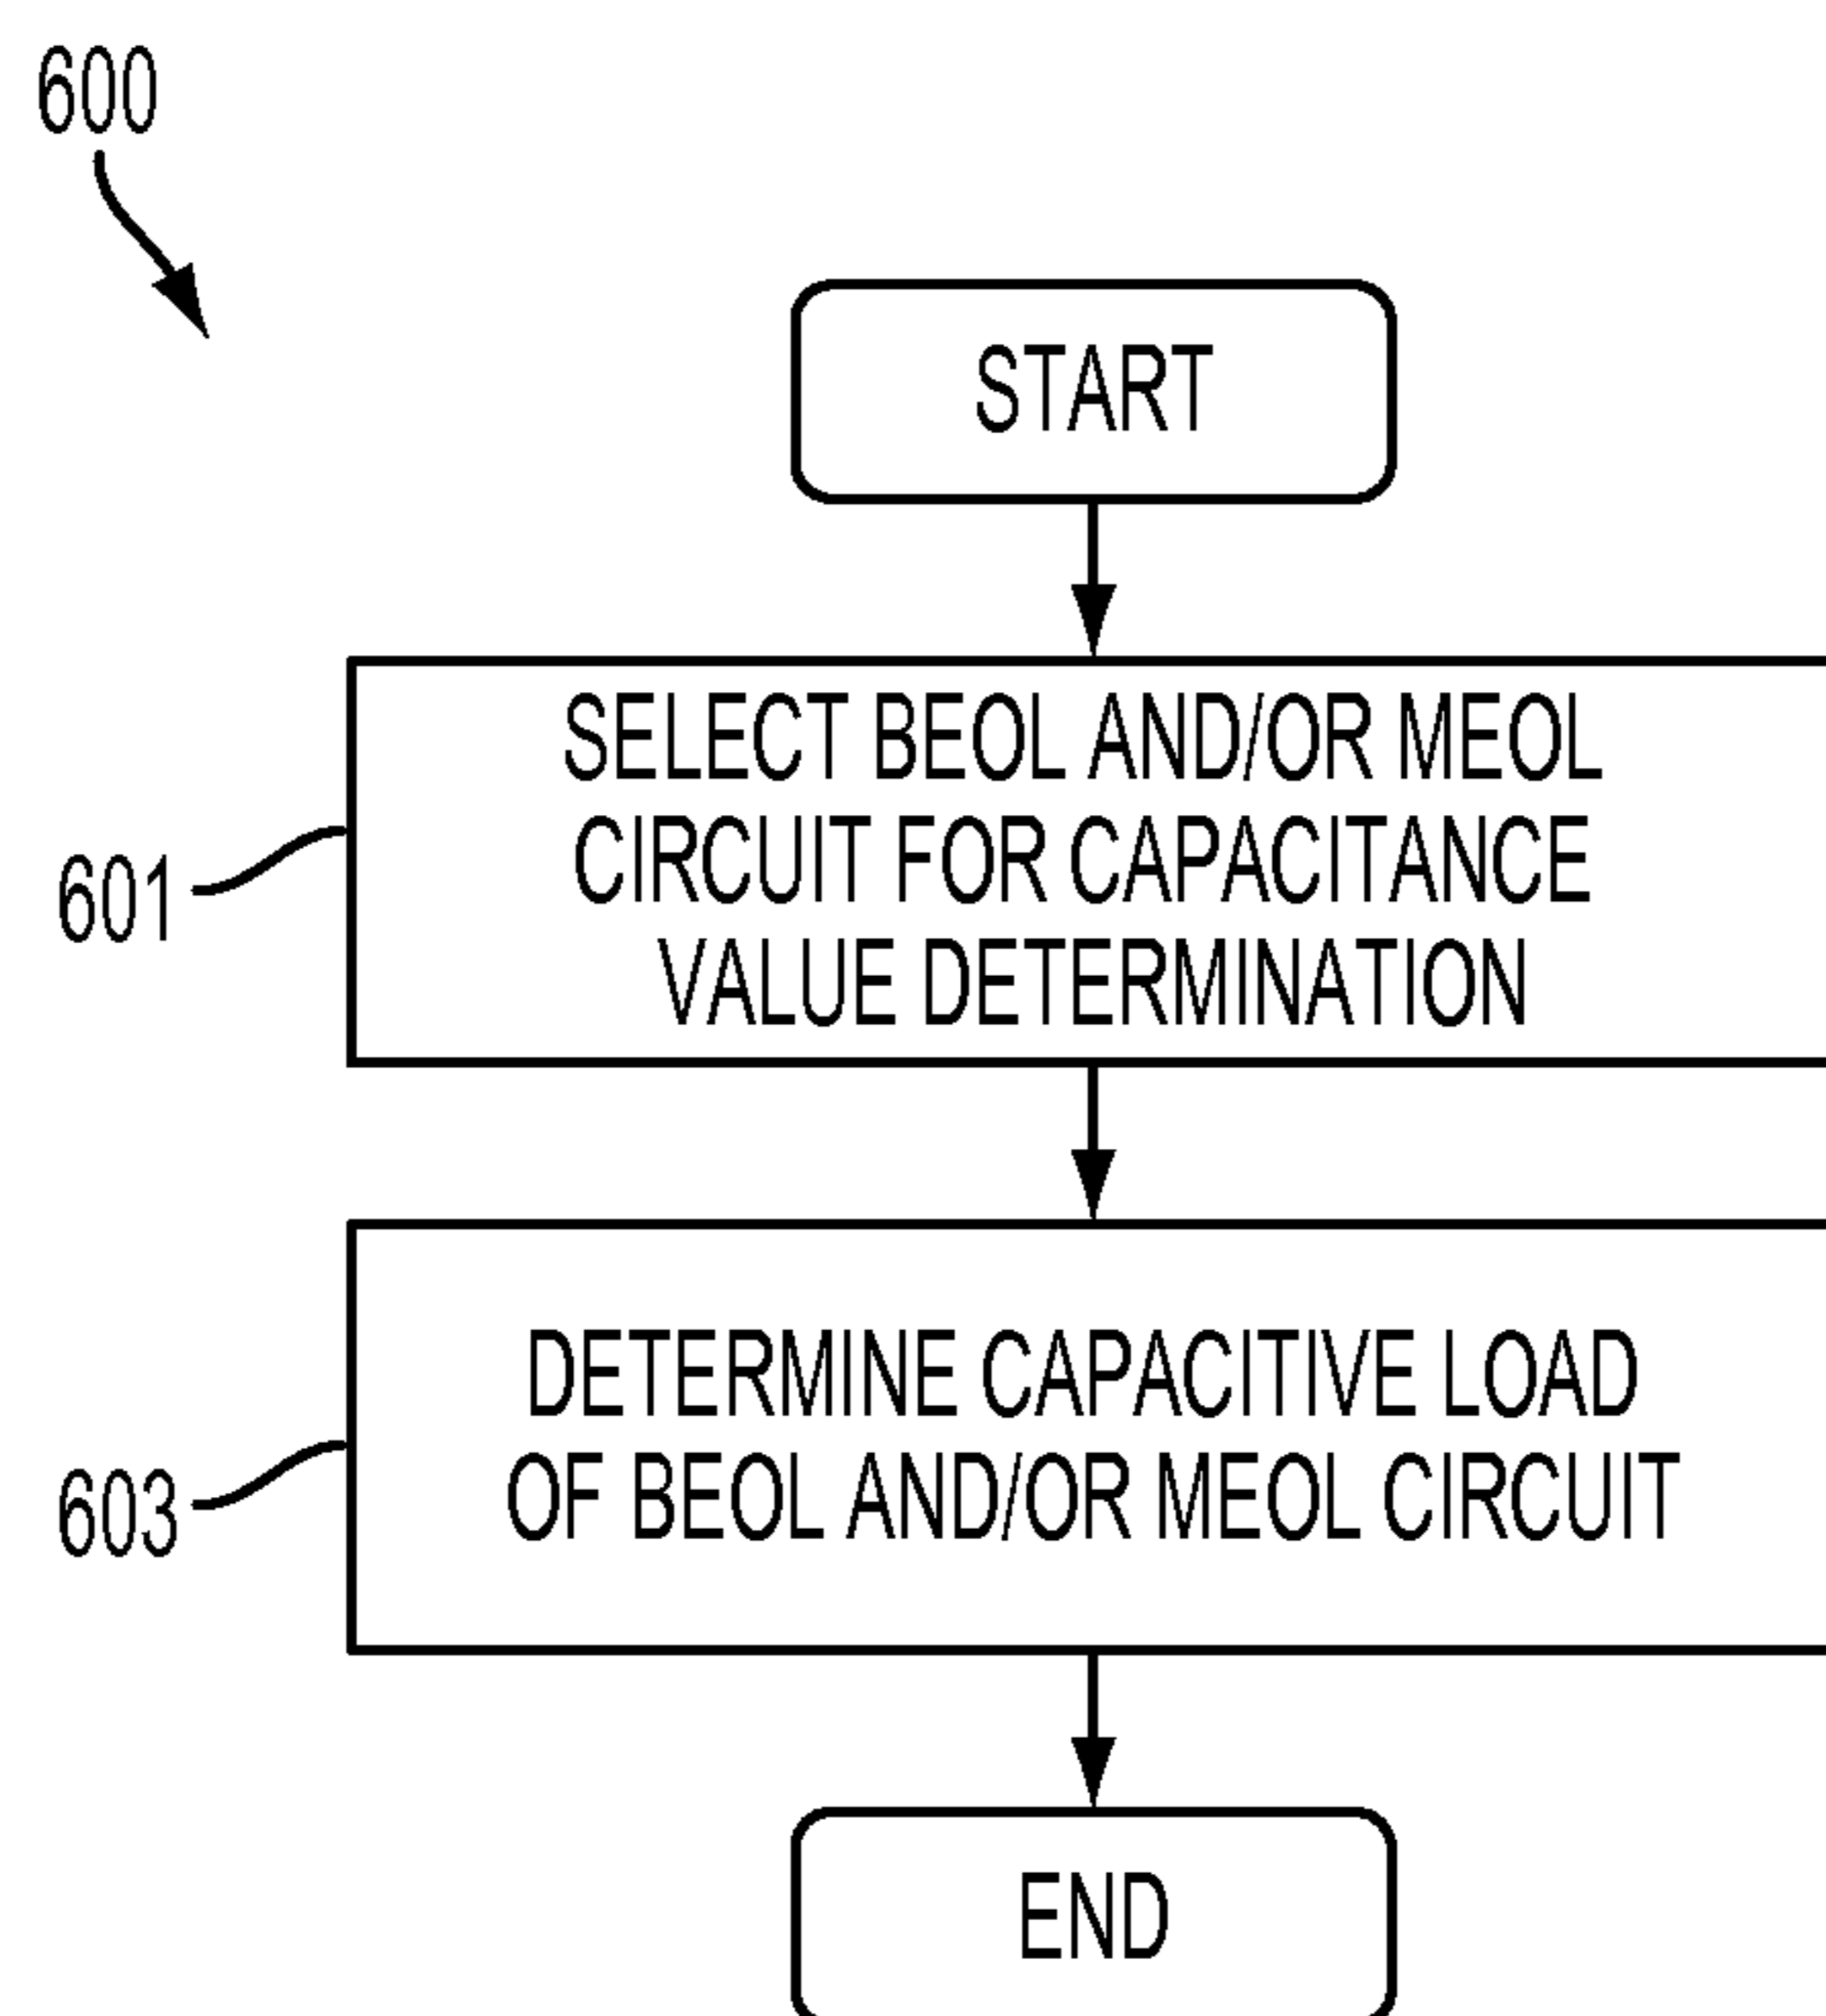 600
START
SELECT BEOL AND/OR MEOL
CIRCUIT FOR CAPACITANCE
VALUE DETERMINATION
601
DETERMINE CAPACITIVE LOAD
OF BEOL AND/OR MEOL CIRCUIT
603
END